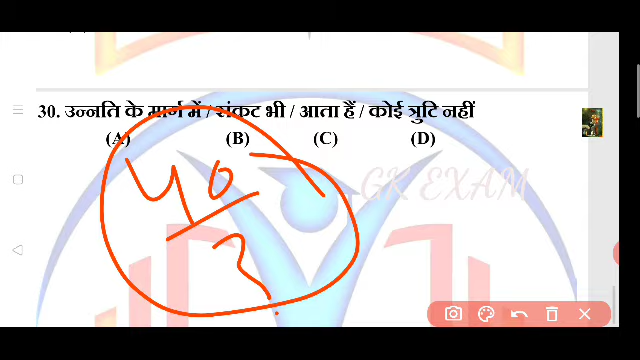 30. उन्नति के मार्ग में / संकट भी / आता हैं / कोई त्रुटि नहीं
(A) (B) (C) (D)
GK EXAM